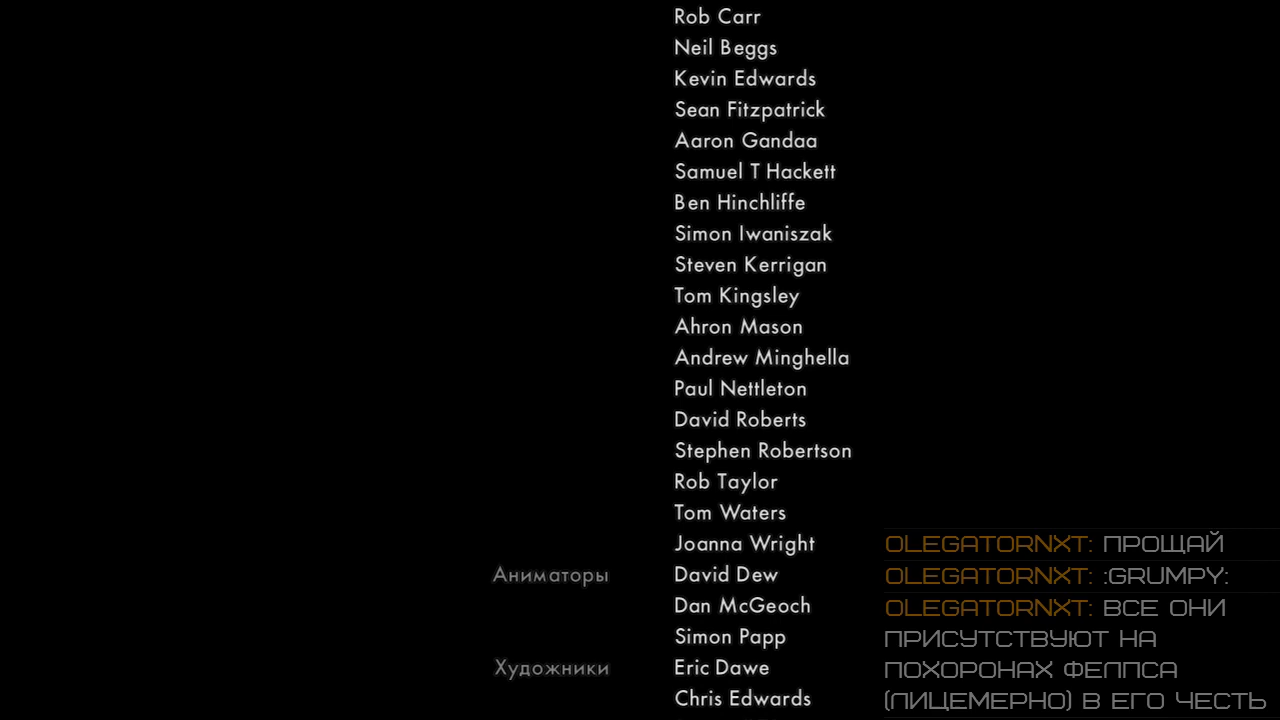 Rob Carr
Neil Beggs
Kevin Edwards
Sean Fitzpatrick
Aaron Gandaa
Samuel T Hackett
Ben Hinchliffe
Simon Iwaniszak
Steven Kerrigan
Tom Kingsley
Ahron Mason
Andrew Minghella
Paul Nettleton
David Roberts
Stephen Robertson
Rob Taylor
Tom Waters
Joanna Wright
Аниматоры David Dew
Dan McGeoch
Simon Papp
Художники Eric Dawe
Chris Edwards
OLEGATORNXT: ПРОЩАЙ
OLEGATORNXT: :GRUMPY:
OLEGATORNXT: ВСЕ ОНИ
ПРИСУТСТВУЮТ НА
ПОХОРОНАХ ФЕЛПСА
(ЛИЦЕМЕРНО) В ЕГО ЧЕСТЬ